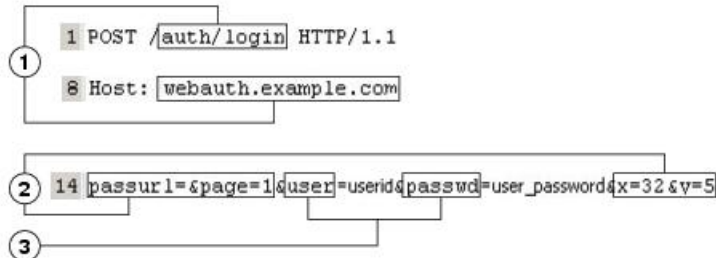 1 POST /auth/login HTTP/1.1
1
8 Host: webauth.example.com
2 14 passurl=&page=1&user=userid&passwd=user_password&x=32&y=5
3